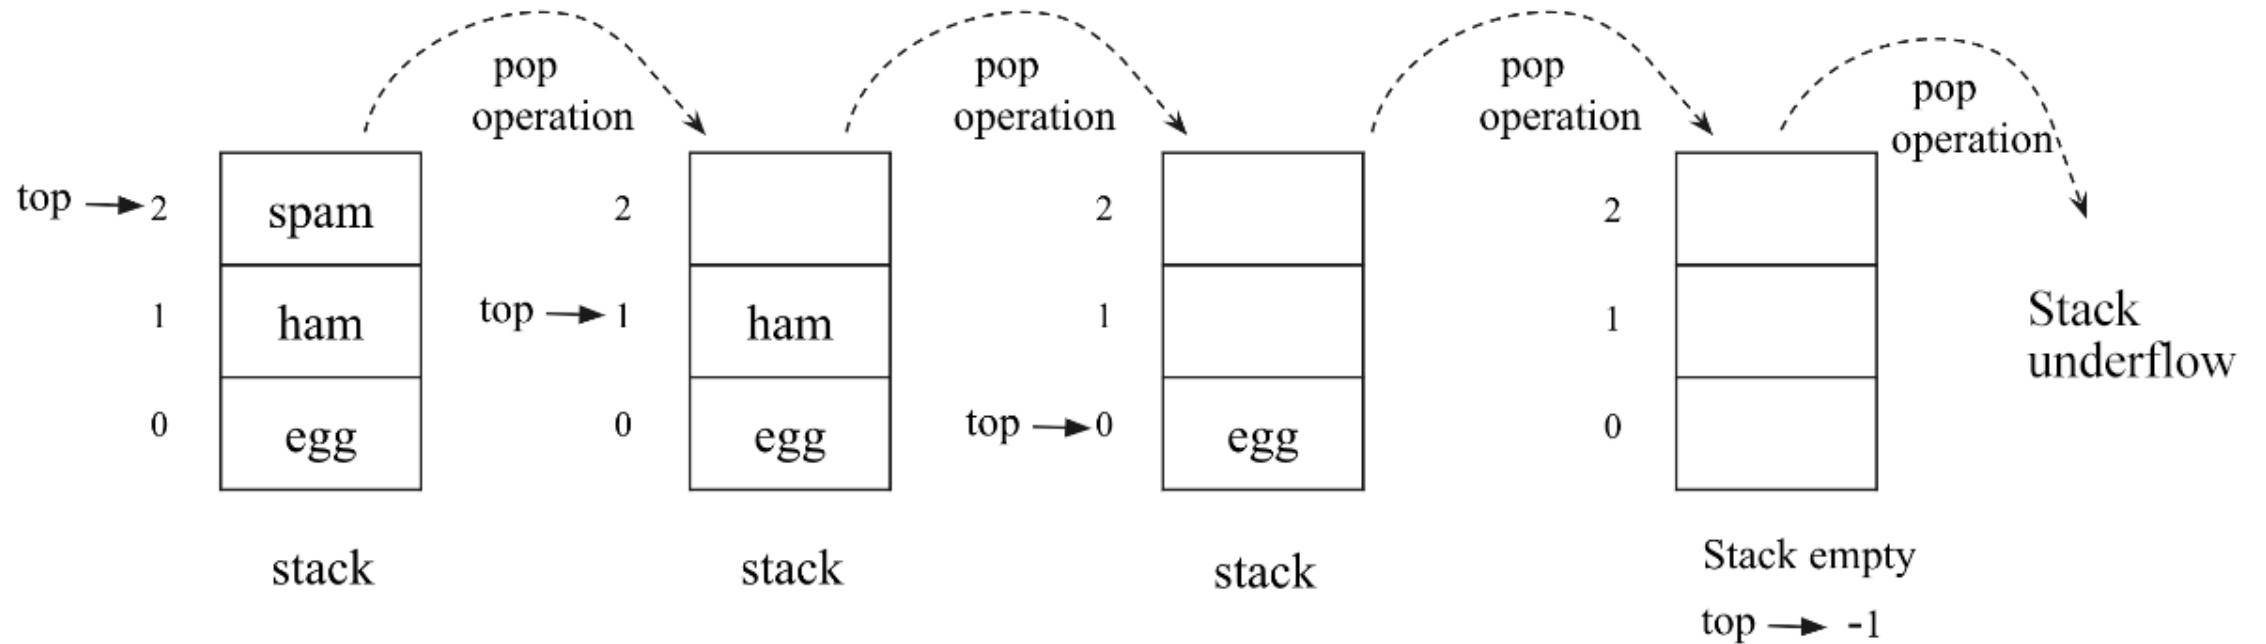 pop
operation
pop
operation
pop
operation
pop
operation
top 2 spam
1 ham
0 egg
stack
2
top 1 ham
0 egg
stack
2
1
top 0 egg
stack
2
1
0
Stack empty
top -1
Stack
underflow